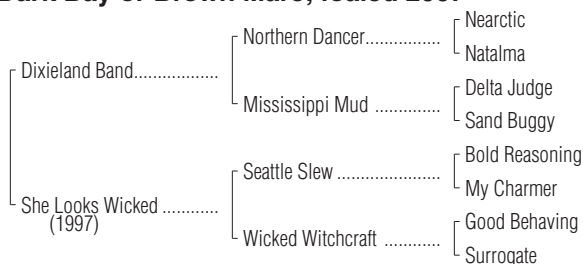 Dark Bay or Brown Mare; foaled
Nearctic
Northern Dancer.................
Natalma
Dixieland Band..................
Delta Judge
Mississippi Mud ...............
Sand Buggy
Bold Reasoning
Seattle Slew .......................
My Charmer
She Looks Wicked ............
(1997)
Good Behaving
Wicked Witchcraft .............
Surrogate